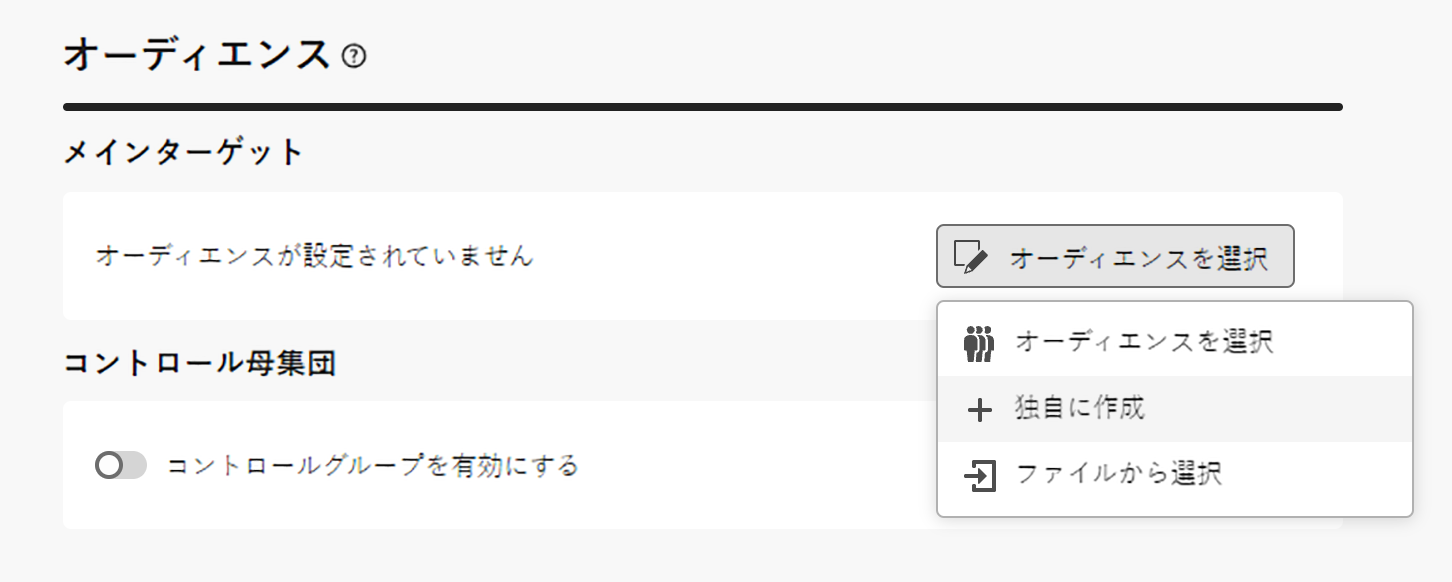 オーディエンス
メインターゲット
オーディエンスが設定されていません
オーディエンスを選択
オーディエンスを選択
独自に作成
ファイルから選択
コントロール母集団
コントロールグループを有効にする